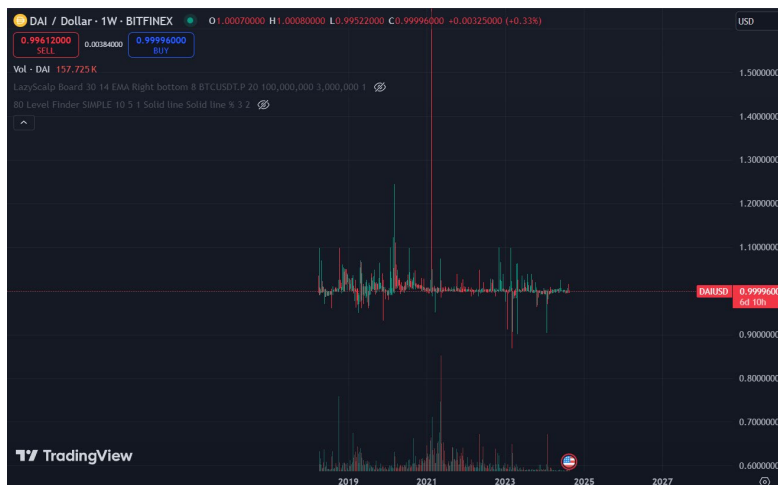 DAI / Dollar · 1W · BITFINEX O1.00070000 H1.00080000 L0.99522000 C0.99996000 +0.00325000 (+0.33%)
USD
0.99612000 SELL 0.00384000 0.99996000 BUY
Vol · DAI 157.725 K
LazyScalp Board 30 14 EMA Right bottom 8 BTCUSDT.P 20 100,000,000 3,000,000 1
80 Level Finder SIMPLE 10 5 1 Solid line Solid line % 3 2
1.5000000
1.4000000
1.3000000
1.2000000
1.1000000
DAIUSD 0.9999600
6d 10h
0.9000000
0.8000000
0.7000000
0.6000000
TradingView
2019 2021 2023 2025 2027